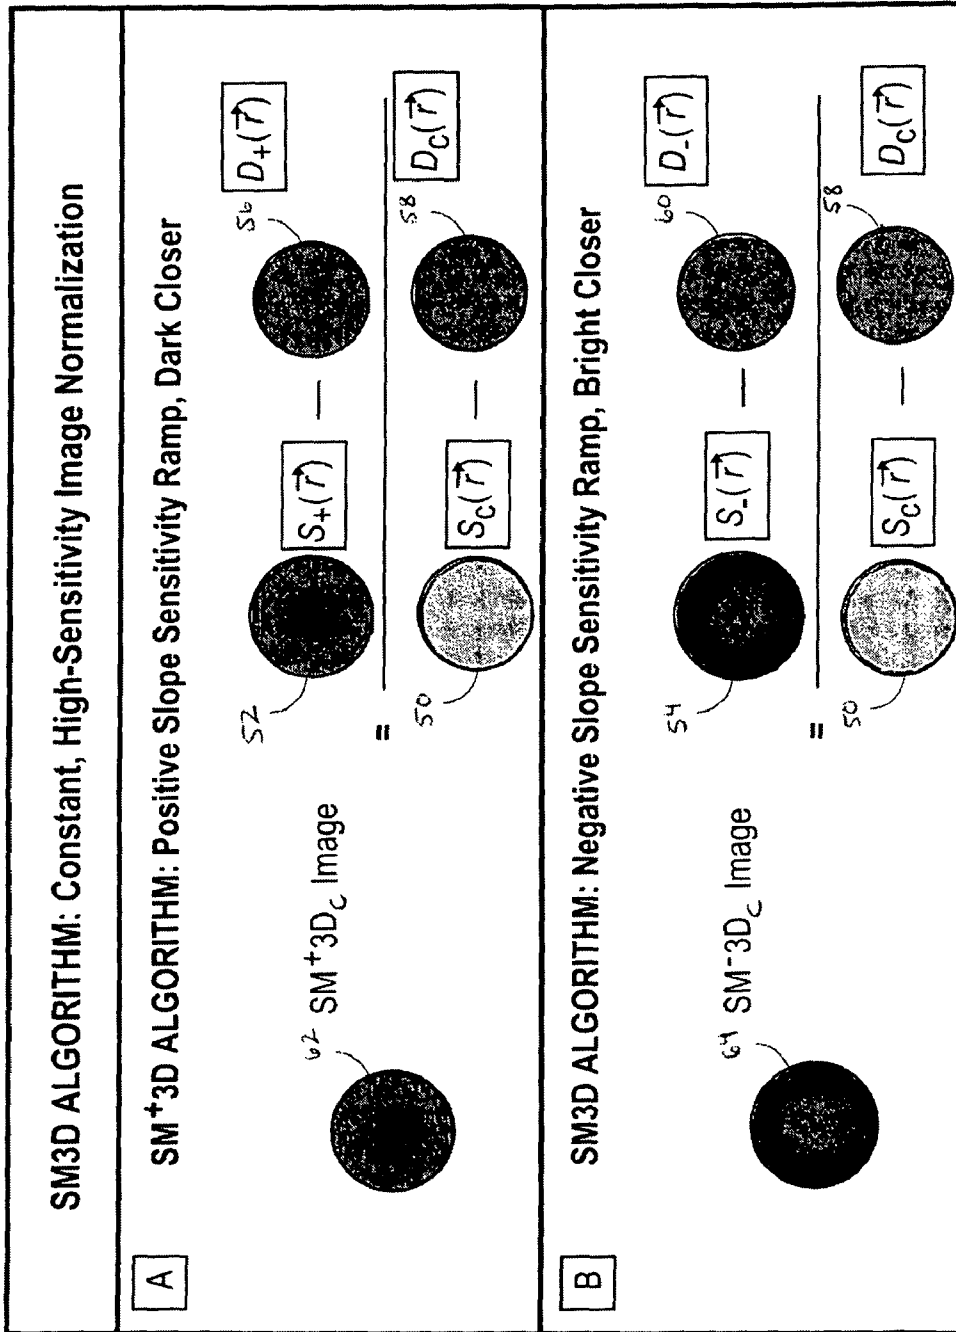 SM3D ALGORITHM: Constant, High-Sensitivity Image Normalization
A
SM+3D ALGORITHM: Positive Slope Sensitivity Ramp, Dark Closer
62 SM+3DC Image
=
52
S+(r⃗)
—
56
D+(r⃗)
50
SC(r⃗)
—
58
DC(r⃗)
B
SM3D ALGORITHM: Negative Slope Sensitivity Ramp, Bright Closer
64 SM-3DC Image
=
54
S-(r⃗)
—
60
D-(r⃗)
50
SC(r⃗)
—
58
DC(r⃗)